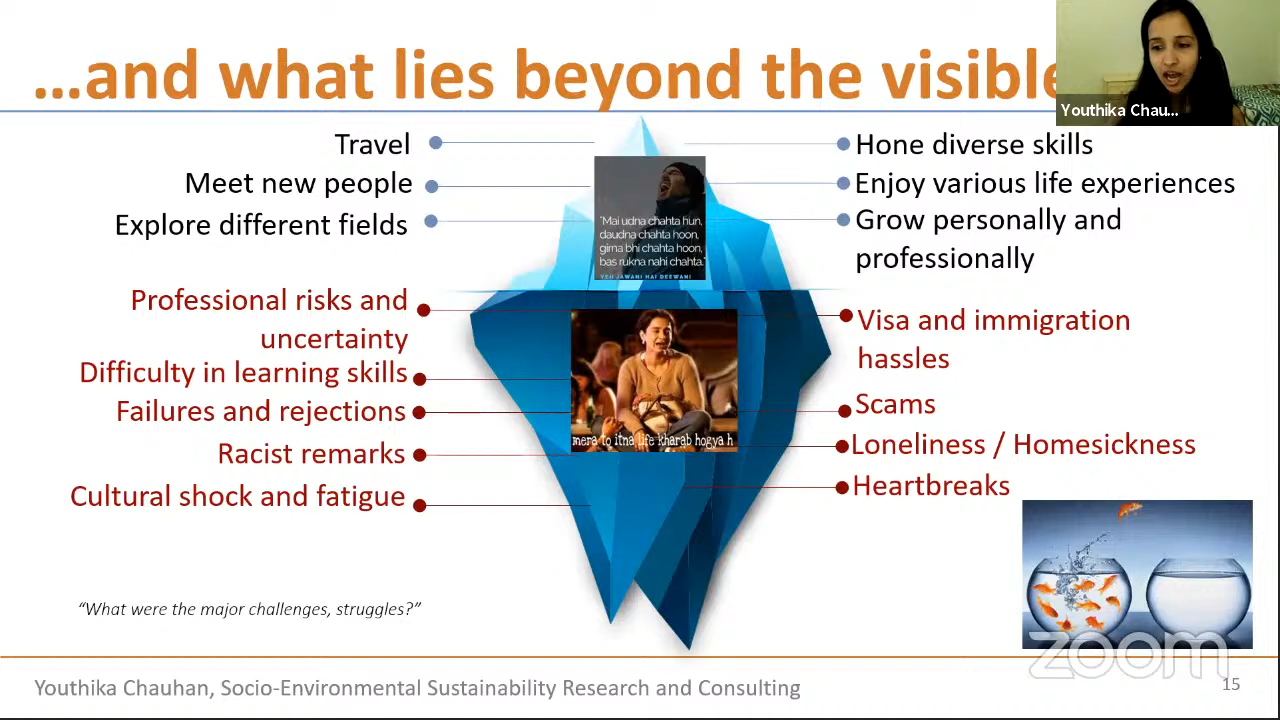 ...and what lies beyond the visible
Youthika Chau...
Travel
Meet new people
Explore different fields
Hone diverse skills
Enjoy various life experiences
Grow personally and
professionally
"Mai udna chahta hun,
daudna chahta hoon,
girna bhi chahta hoon,
bas rukna nahi chahta."
YEH JAWANI HAI DEEWANI
Professional risks and
uncertainty
Difficulty in learning skills
Failures and rejections
Racist remarks
Cultural shock and fatigue
mera to itna life kharab hogya h
Visa and immigration
hassles
Scams
Loneliness / Homesickness
Heartbreaks
“What were the major challenges, struggles?”
zoom
Youthika Chauhan, Socio-Environmental Sustainability Research and Consulting
15